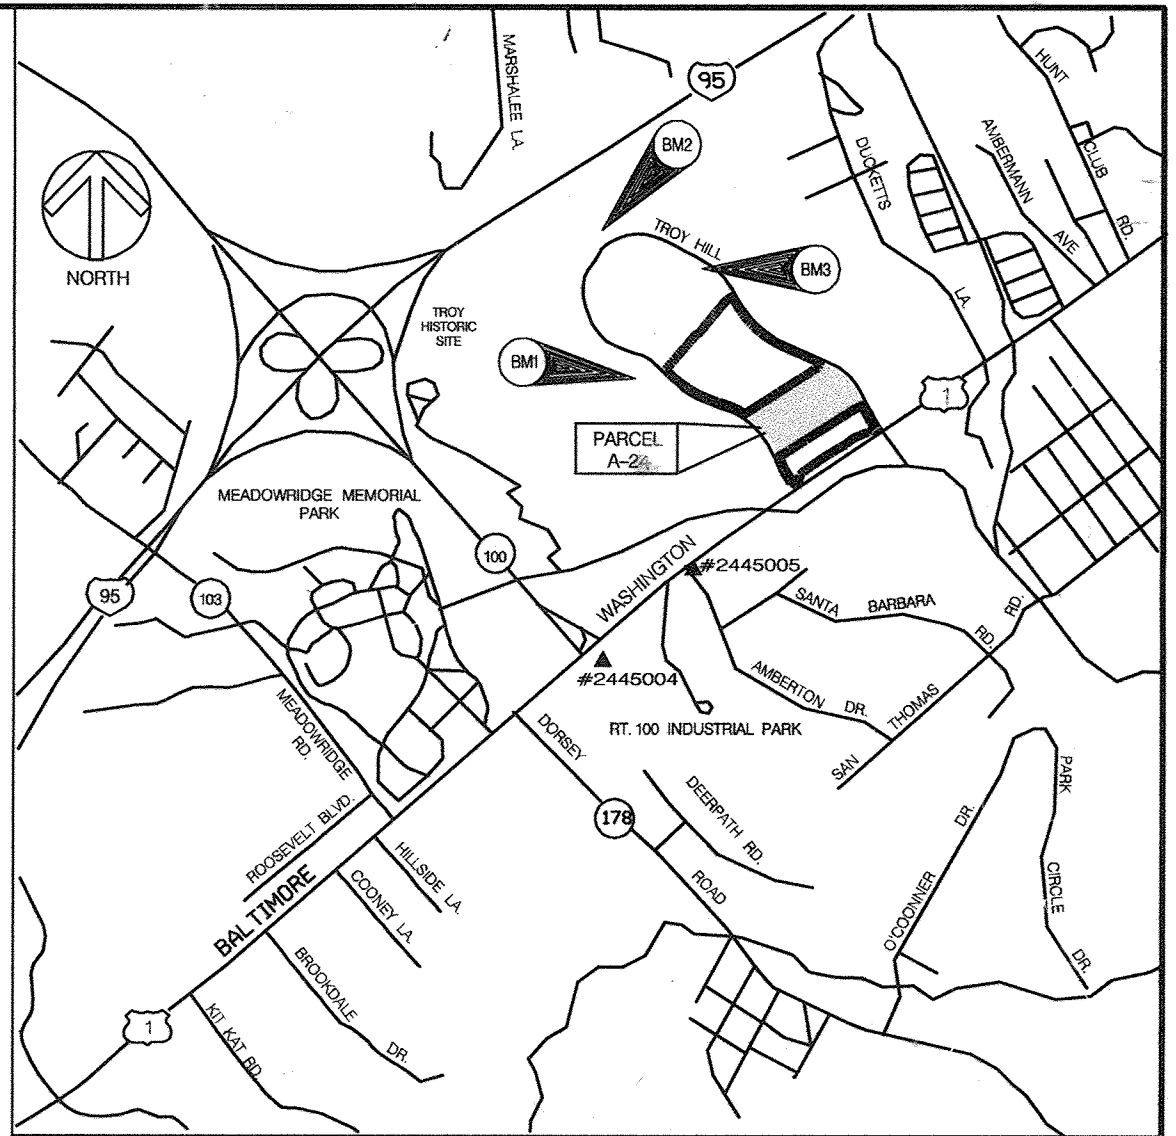 MARSHALEE LA.
95
HUNT
CLUB
RD.
AMBERMANN
AVE
DUCKETTS
LA.
BM2
NORTH
TROY HILL
BM3
TROY
HISTORIC
SITE
BM1
1
PARCEL
MEADOWRIDGE MEMORIAL
PARK
100
WASHINGTON
#2445005
95
103
SANTA BARBARA
RD.
RD.
#2445004
AMBERTON DR.
SAN THOMAS
MEADOWRIDGE
RD.
DORSEY
RT. 100 INDUSTRIAL PARK
PARK
CIRCLE
DR.
178
DEERPATH RD.
ROOSEVELT BLVD.
HILLSIDE LA.
O'COONNER DR.
ROAD
COONEY LA.
BALTIMORE
BROOKDALE
DR.
1
KIT KAT RD.